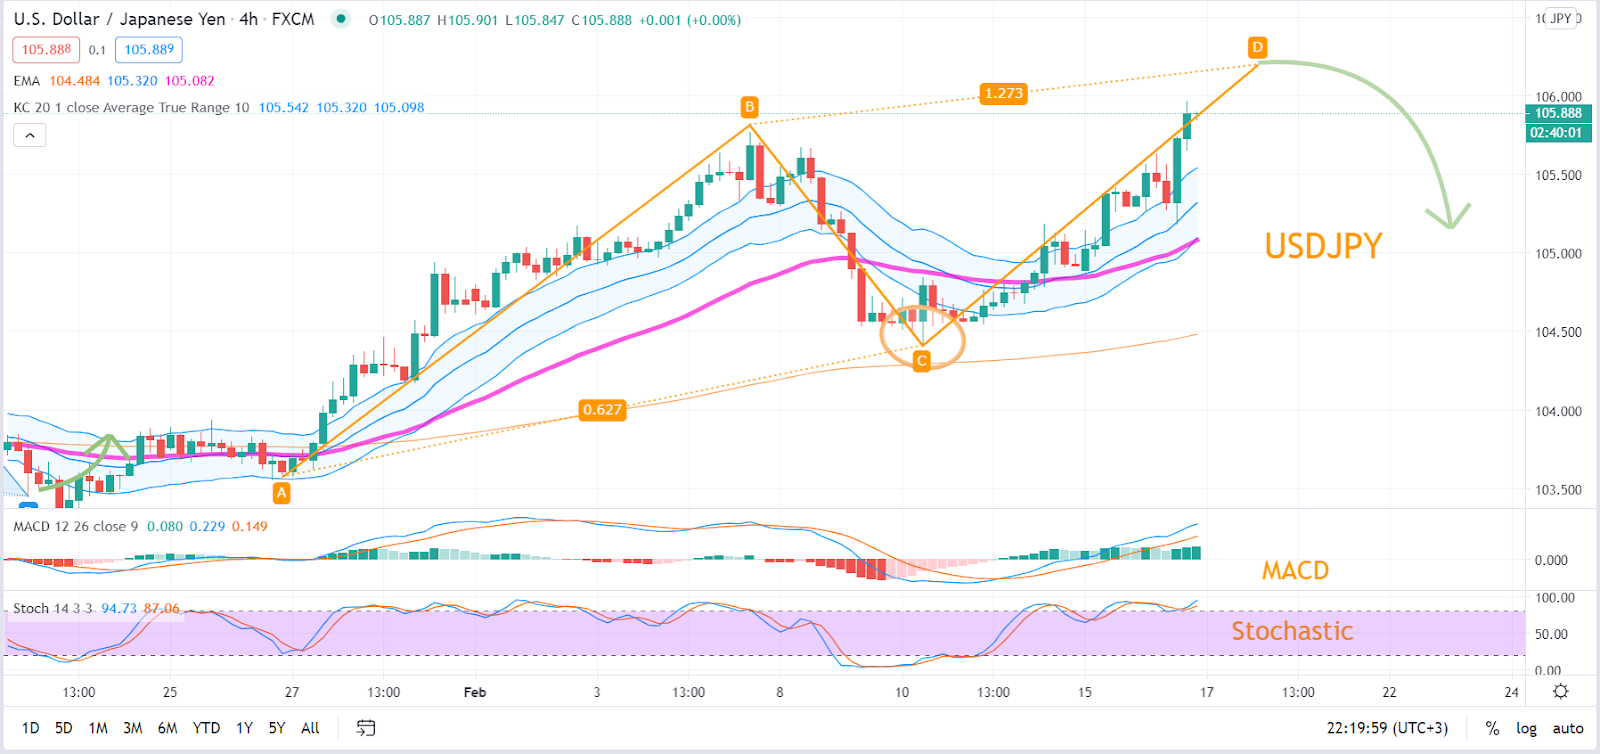 U.S. Dollar / Japanese Yen · 4h · FXCM O105.887 H105.901 L105.847 C105.888 +0.001 (+0.00%)
105.888 0.1 105.889
EMA 104.484 105.320 105.082
KC 20 1 close Average True Range 10 105.542 105.320 105.098
JPY
D
1.273
B
106.000
105.888
02:40:01
105.500
USDJPY
105.000
104.500
C
0.627
104.000
A
103.500
MACD 12 26 close 9 0.080 0.229 0.149
0.000
MACD
Stoch 14 3 3 94.73 87.06
100.00
Stochastic
50.00
0.00
13:00 25 27 13:00 Feb 3 13:00 8 10 13:00 15 17 13:00 22 24
1D 5D 1M 3M 6M YTD 1Y 5Y All 22:19:59 (UTC+3) % log auto